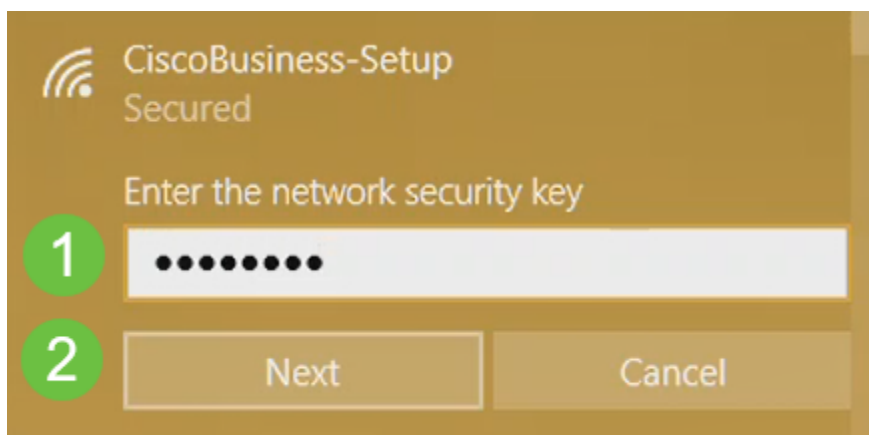 CiscoBusiness-Setup
Secured
Enter the network security key
1 ••••••••
2 Next Cancel